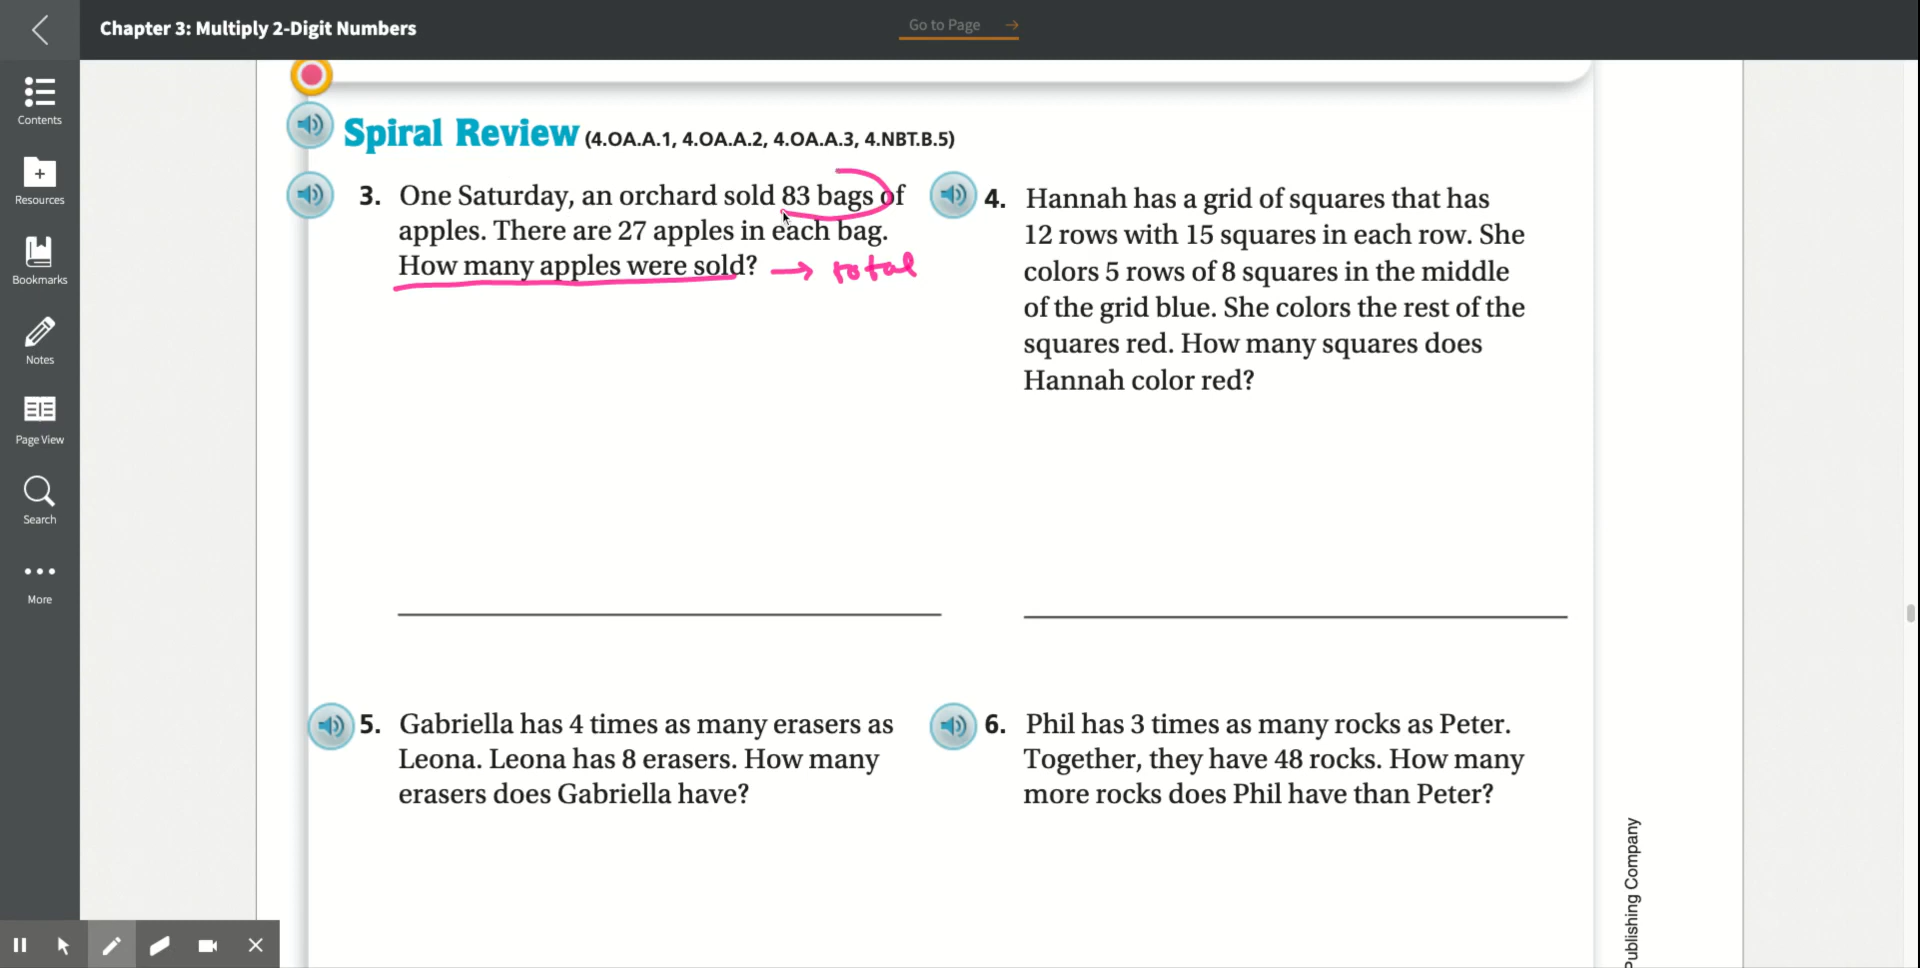 Chapter 3: Multiply 2-Digit Numbers
Go to Page →
Contents
Resources
Bookmarks
Notes
Page View
Search
More
Spiral Review (4.OA.A.1, 4.OA.A.2, 4.OA.A.3, 4.NBT.B.5)
3. One Saturday, an orchard sold 83 bags of
apples. There are 27 apples in each bag.
How many apples were sold? → total
4. Hannah has a grid of squares that has
12 rows with 15 squares in each row. She
colors 5 rows of 8 squares in the middle
of the grid blue. She colors the rest of the
squares red. How many squares does
Hannah color red?
5. Gabriella has 4 times as many erasers as
Leona. Leona has 8 erasers. How many
erasers does Gabriella have?
6. Phil has 3 times as many rocks as Peter.
Together, they have 48 rocks. How many
more rocks does Phil have than Peter?
Publishing Company